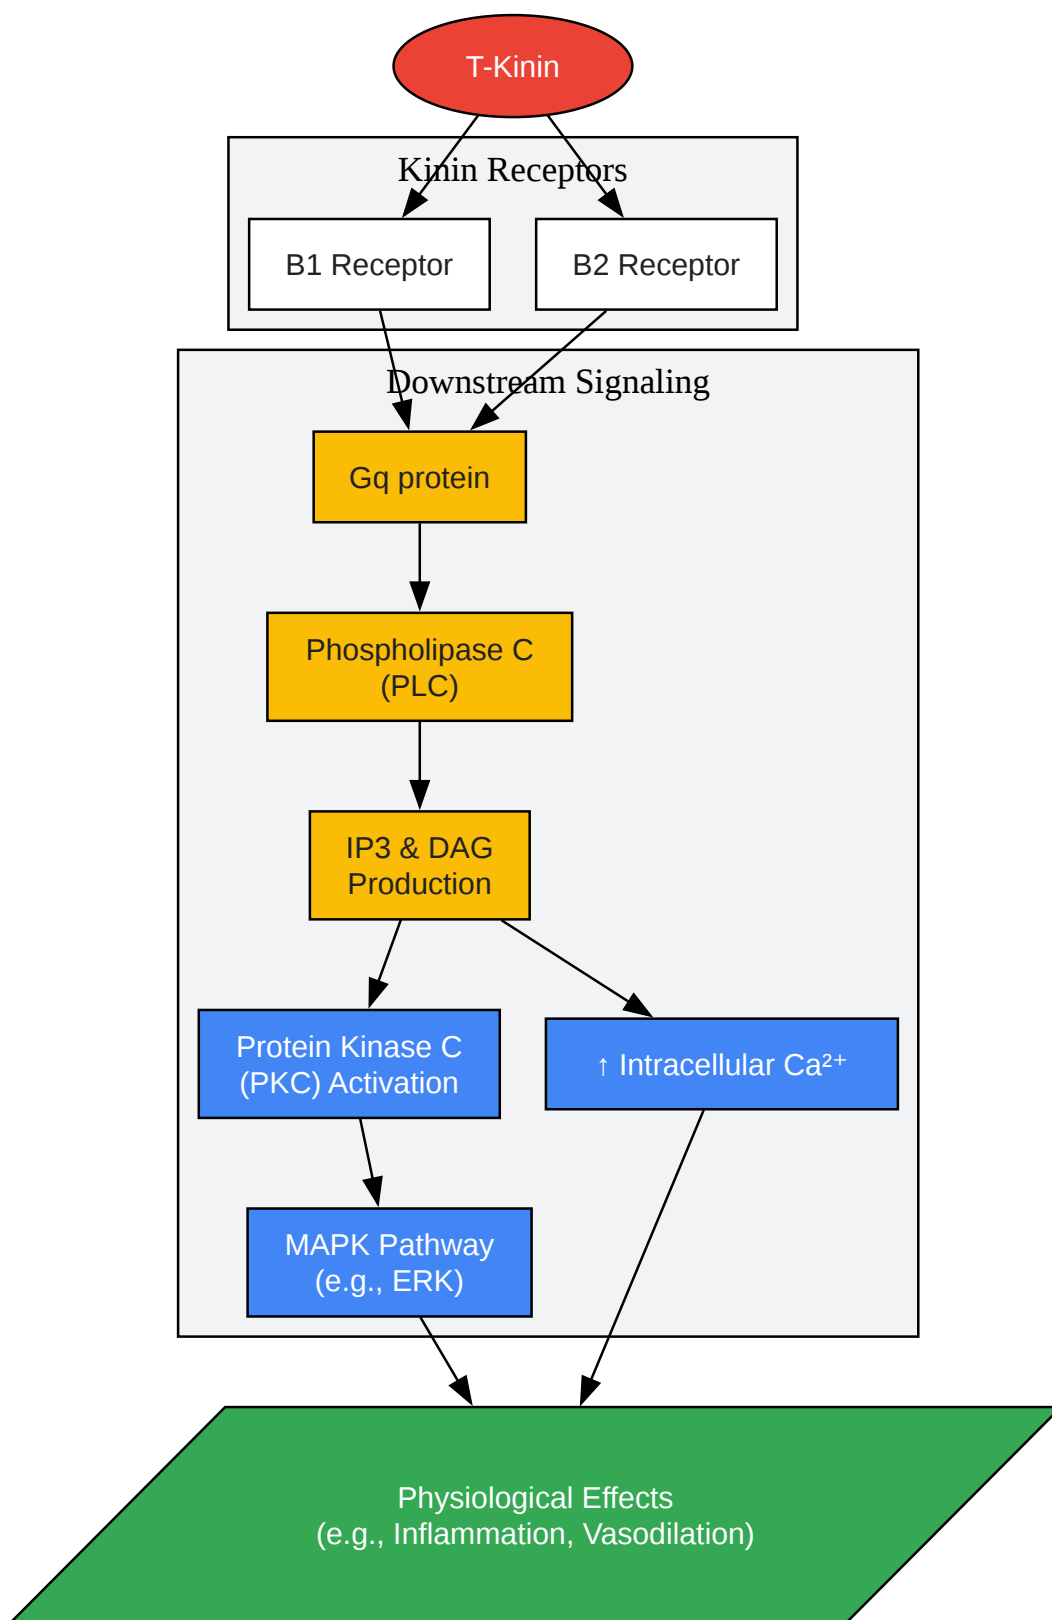 T-Kinin
Kinin Receptors
B1 Receptor
B2 Receptor
Downstream Signaling
Gq protein
Phospholipase C
(PLC)
IP3 & DAG
Production
Protein Kinase C
(PKC) Activation
↑ Intracellular Ca²⁺
MAPK Pathway
(e.g., ERK)
Physiological Effects
(e.g., Inflammation, Vasodilation)